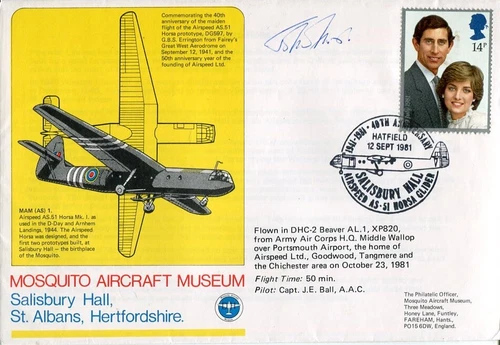 Commemorating the 40th
anniversary of the maiden
flight of the Airspeed AS.51
Horsa prototype, DG597, by
G.B.S. Errington from Fairey's
Great West Aerodrome on
September 12, 1941, and the
50th anniversary year of the
founding of Airspeed Ltd.
14P
1941-1981 · 40TH ANNIVERSARY
HATFIELD
12 SEPT 1981
SALISBURY HALL
AIRSPEED AS·51 HORSA GLIDER
MAM (AS) 1.
Airspeed AS.51 Horsa Mk. I, as
used in the D-Day and Arnhem
Landings, 1944. The Airspeed
Horsa was designed, and the
first two prototypes built, at
Salisbury Hall – the birthplace
of the Mosquito.
MOSQUITO AIRCRAFT MUSEUM
Salisbury Hall,
St. Albans, Hertfordshire.
Flown in DHC-2 Beaver AL.1, XP820,
from Army Air Corps H.Q. Middle Wallop
over Portsmouth Airport, the home of
Airspeed Ltd., Goodwood, Tangmere and
the Chichester area on October 23, 1981
Flight Time: 50 min.
Pilot: Capt. J.E. Ball, A.A.C.
The Philatelic Officer,
Mosquito Aircraft Museum,
Three Meadows,
Honey Lane, Funtley,
FAREHAM, Hants.,
PO15 6DW, England.